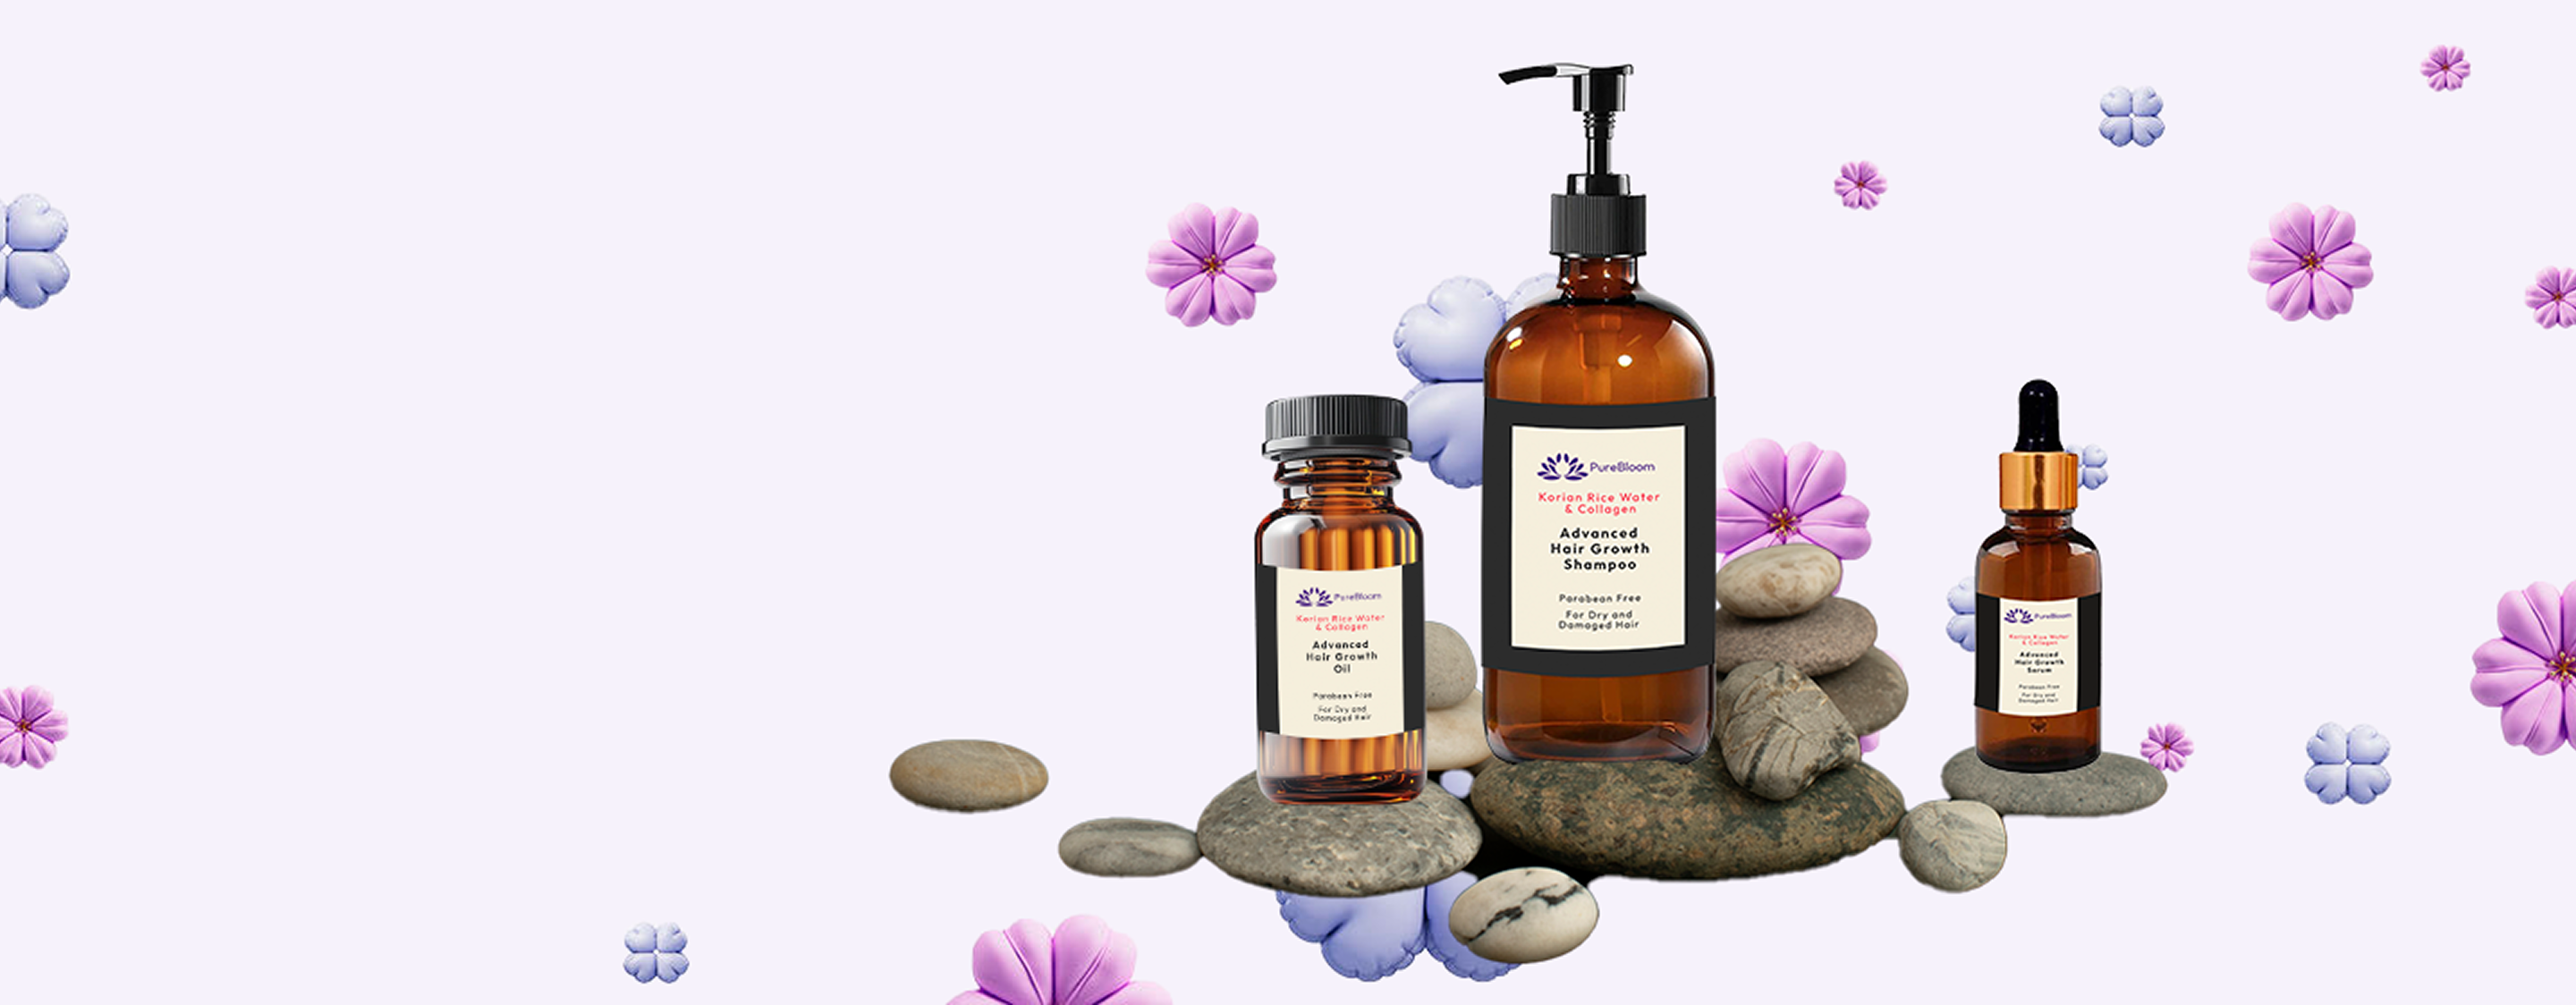 PureBloom
Korian Rice Water
& Collagen
Advanced
Hair Growth
Oil
Parabean Free
For Dry and
Damaged Hair
PureBloom
Korian Rice Water
& Collagen
Advanced
Hair Growth
Shampoo
Parabean Free
For Dry and
Damaged Hair
PureBloom
Korian Rice Water
& Collagen
Advanced
Hair Growth
Serum
Parabean Free
For Dry and
Damaged Hair